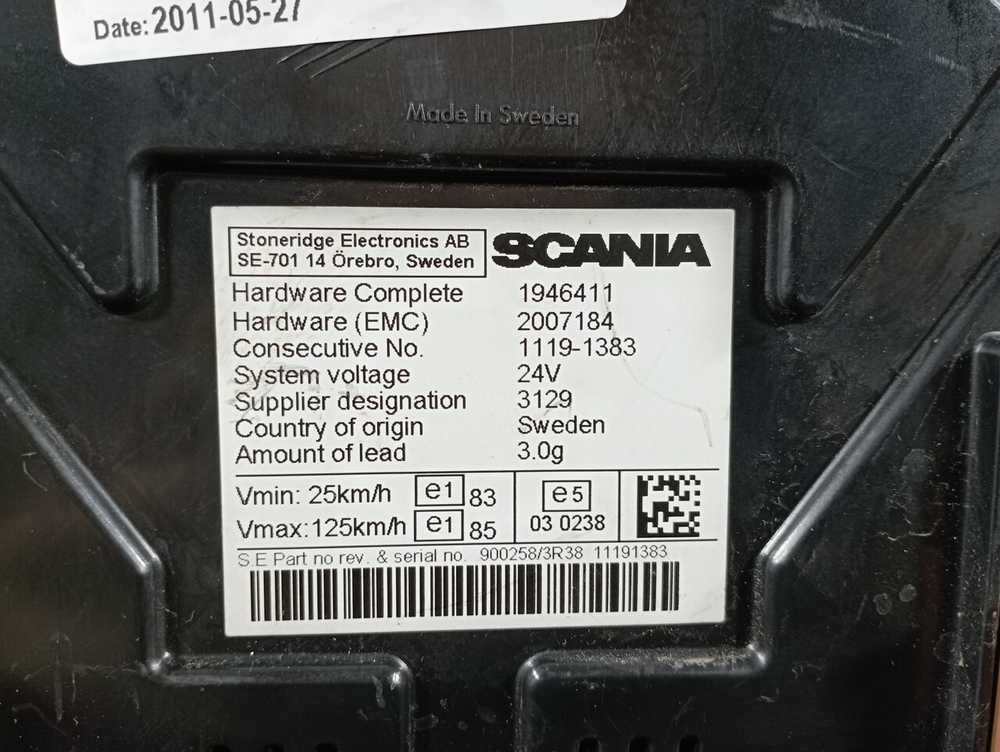 Date: 2011-05-27
Made In Sweden
Stoneridge Electronics AB
SE-701 14 Örebro, Sweden
SCANIA
Hardware Complete 1946411
Hardware (EMC) 2007184
Consecutive No. 1119-1383
System voltage 24V
Supplier designation 3129
Country of origin Sweden
Amount of lead 3.0g
Vmin: 25km/h e1 83
Vmax: 125km/h e1 85
e5
03 0238
S.E Part no rev. & serial no. 900258/3R38 11191383